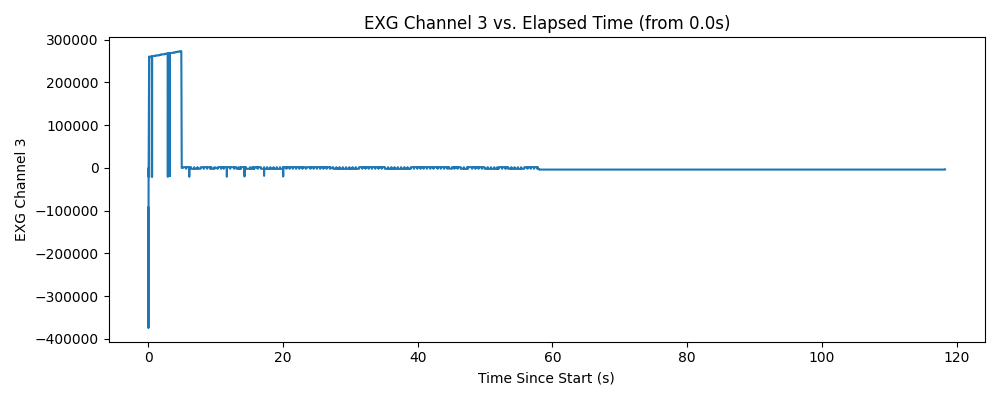 EXG Channel 3 vs. Elapsed Time (from 0.0s)
300000
200000
100000
0
−100000
−200000
−300000
−400000
EXG Channel 3
0 20 40 60 80 100 120
Time Since Start (s)